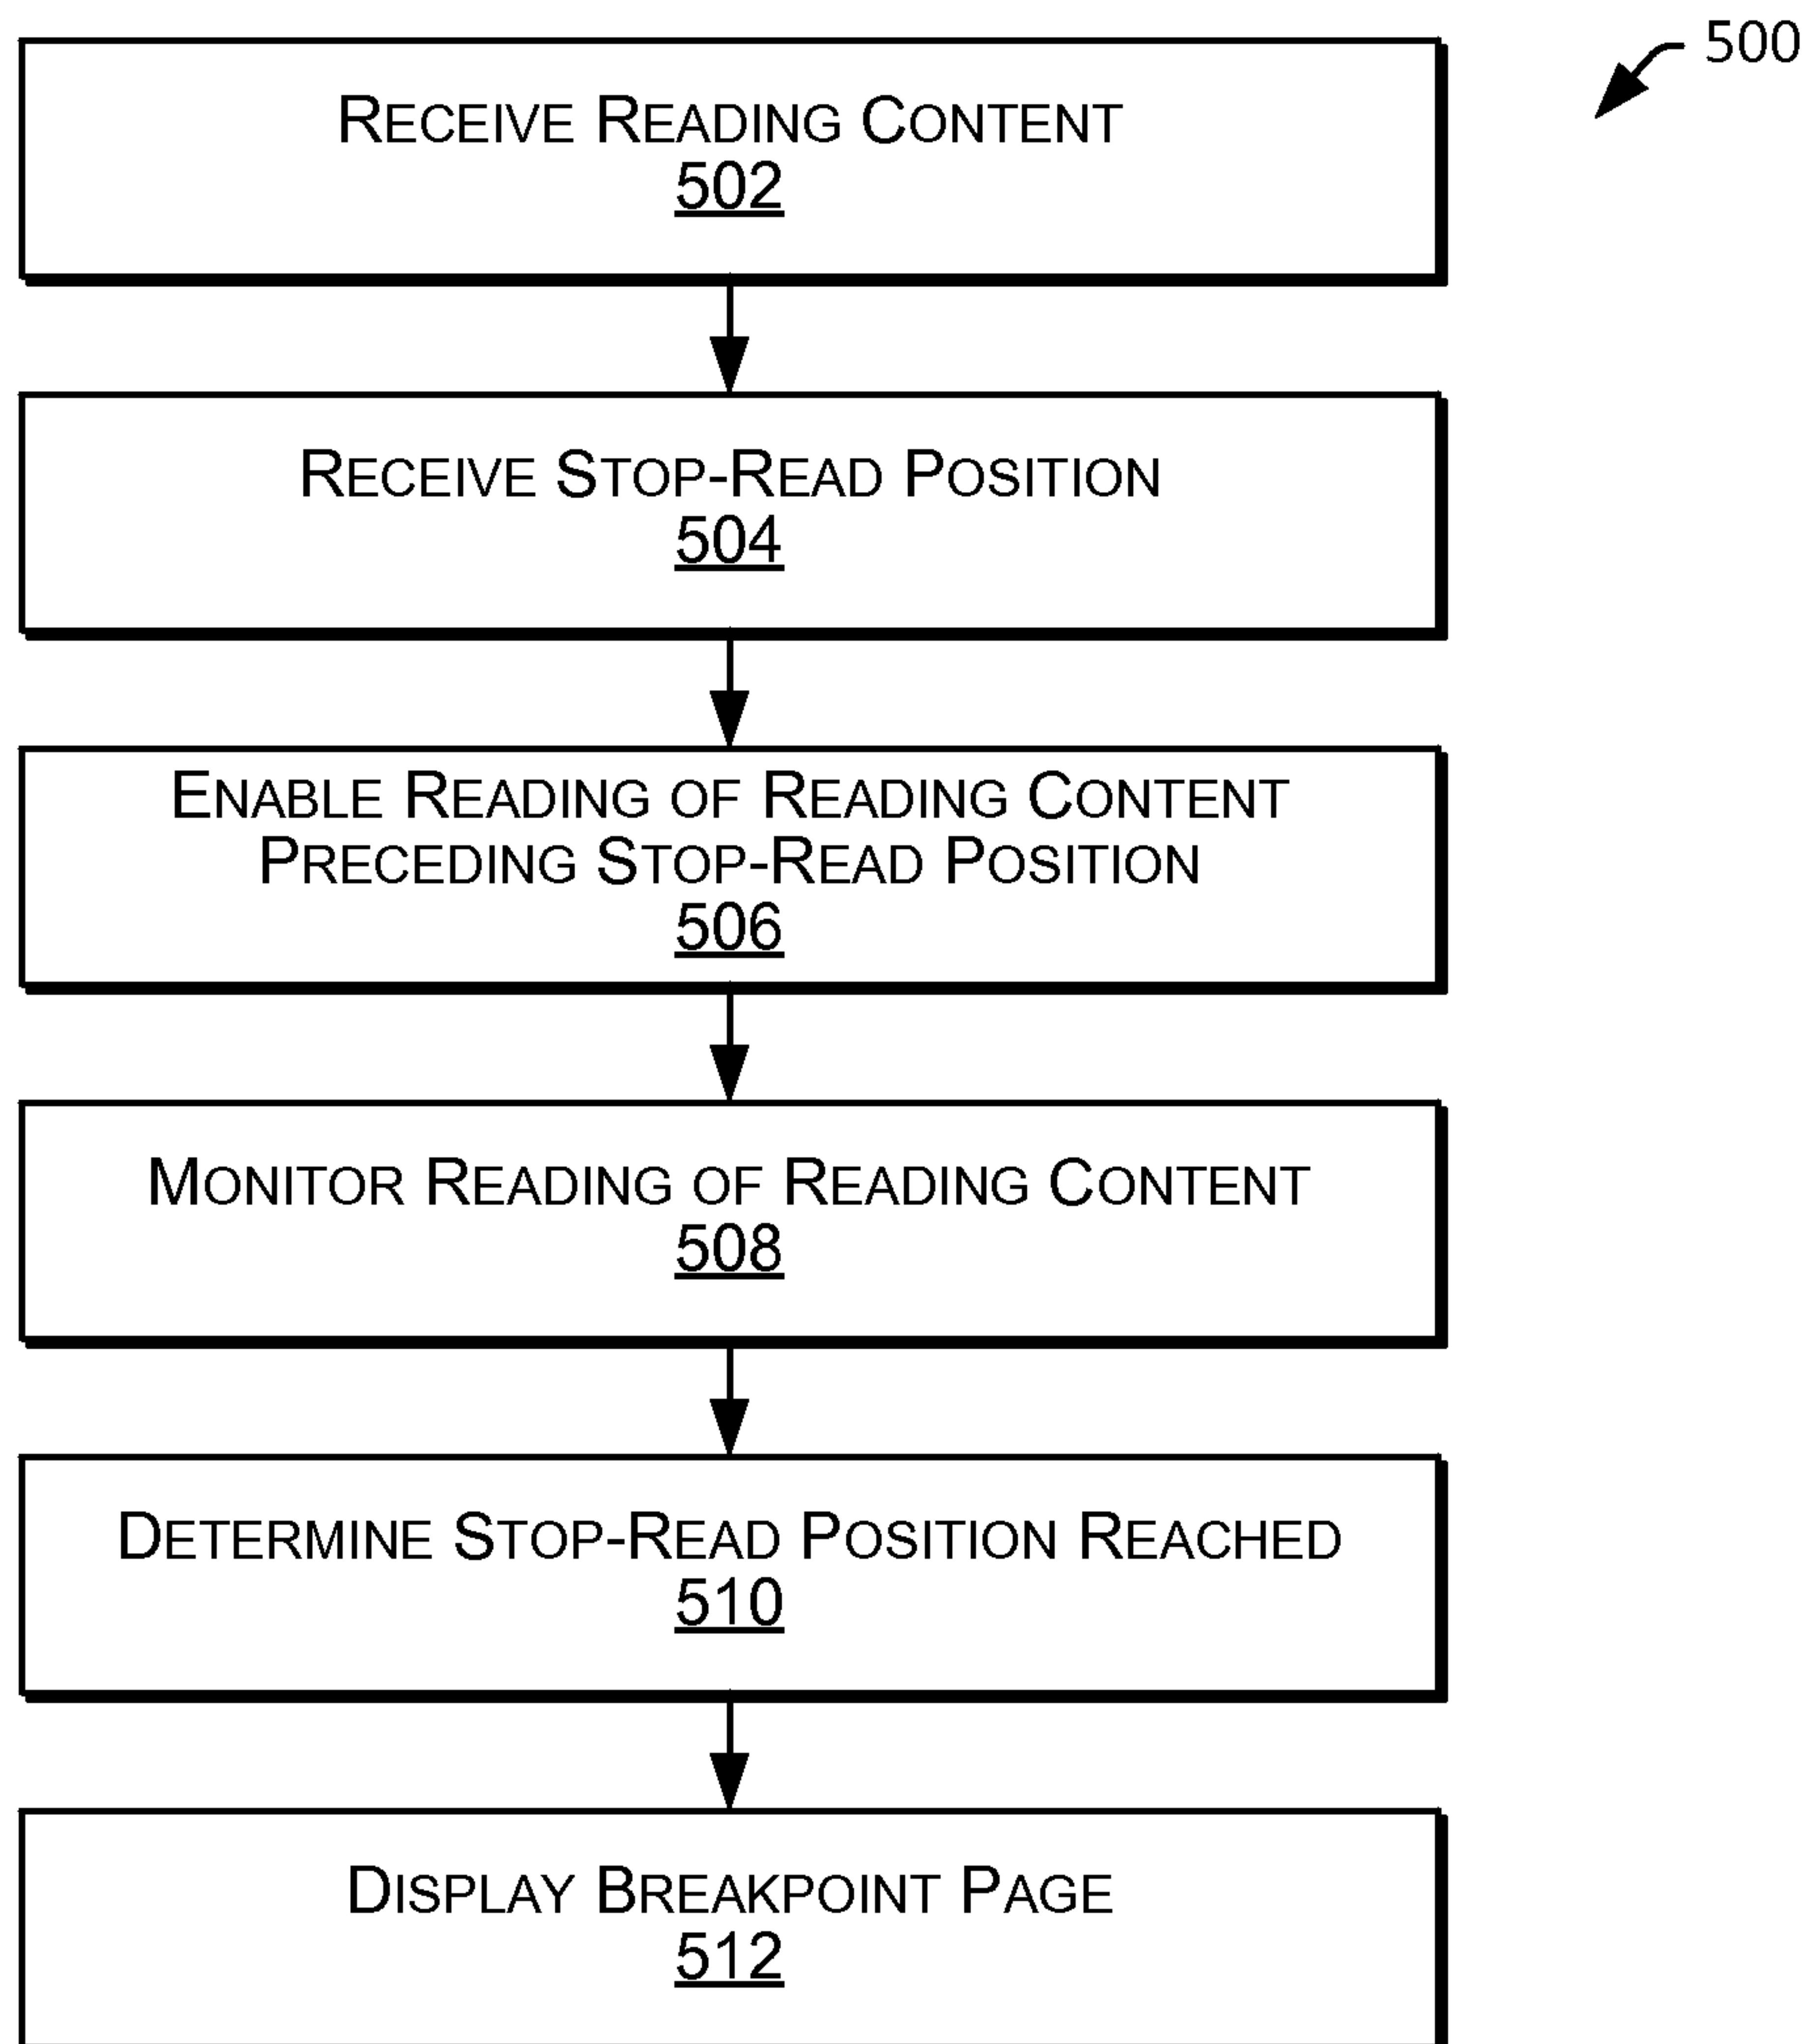 500
RECEIVE READING CONTENT
502
RECEIVE STOP-READ POSITION
504
ENABLE READING OF READING CONTENT
PRECEDING STOP-READ POSITION
506
MONITOR READING OF READING CONTENT
508
DETERMINE STOP-READ POSITION REACHED
510
DISPLAY BREAKPOINT PAGE
512